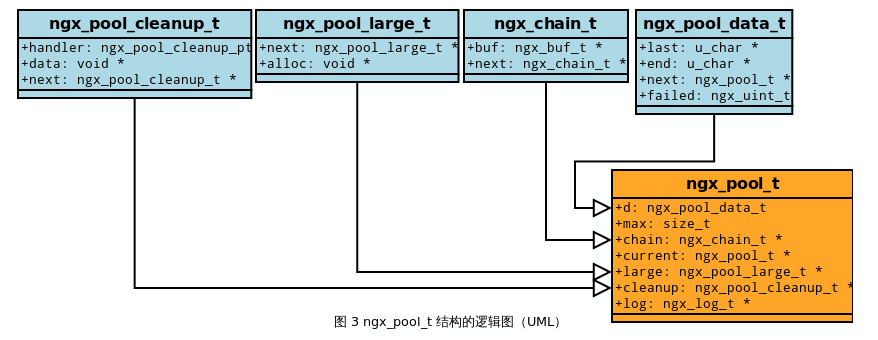 ngx_pool_cleanup_t
+handler: ngx_pool_cleanup_pt
+data: void *
+next: ngx_pool_cleanup_t *
ngx_pool_large_t
+next: ngx_pool_large_t *
+alloc: void *
ngx_chain_t
+buf: ngx_buf_t *
+next: ngx_chain_t *
ngx_pool_data_t
+last: u_char *
+end: u_char *
+next: ngx_pool_t *
+failed: ngx_uint_t
ngx_pool_t
+d: ngx_pool_data_t
+max: size_t
+chain: ngx_chain_t *
+current: ngx_pool_t *
+large: ngx_pool_large_t *
+cleanup: ngx_pool_cleanup_t *
+log: ngx_log_t *
图 3 ngx_pool_t 结构的逻辑图（UML）